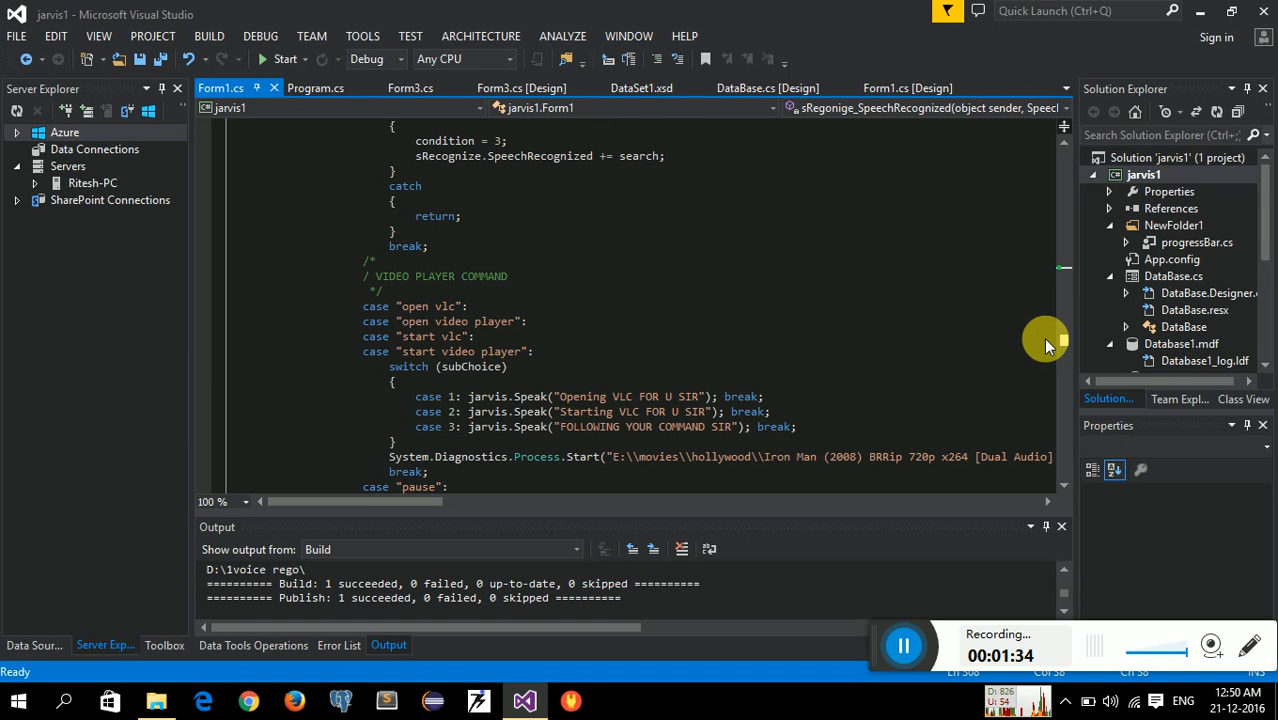 jarvis1 - Microsoft Visual Studio
Quick Launch (Ctrl+Q)
FILE EDIT VIEW PROJECT BUILD DEBUG TEAM TOOLS TEST ARCHITECTURE ANALYZE WINDOW HELP
Sign in
Start Debug Any CPU
Server Explorer
Azure
Data Connections
Servers
Ritesh-PC
SharePoint Connections
Form1.cs Program.cs Form3.cs Form3.cs [Design] DataSet1.xsd DataBase.cs [Design] Form1.cs [Design]
jarvis1 jarvis1.Form1 sRegonige_SpeechRecognized(object sender, Speecl
{
condition = 3;
sRecognize.SpeechRecognized += search;
}
catch
{
return;
}
break;
/*
/ VIDEO PLAYER COMMAND
*/
case "open vlc":
case "open video player":
case "start vlc":
case "start video player":
switch (subChoice)
{
case 1: jarvis.Speak("Opening VLC FOR U SIR"); break;
case 2: jarvis.Speak("Starting VLC FOR U SIR"); break;
case 3: jarvis.Speak("FOLLOWING YOUR COMMAND SIR"); break;
}
System.Diagnostics.Process.Start("E:\\movies\\hollywood\\Iron Man (2008) BRRip 720p x264 [Dual Audio]
break;
case "pause":
100 %
Output
Show output from: Build
D:\1voice rego\
========== Build: 1 succeeded, 0 failed, 0 up-to-date, 0 skipped ==========
========== Publish: 1 succeeded, 0 failed, 0 skipped ==========
Solution Explorer
Search Solution Explorer (Ctrl+;)
Solution 'jarvis1' (1 project)
jarvis1
Properties
References
NewFolder1
progressBar.cs
App.config
DataBase.cs
DataBase.Designer.
DataBase.resx
DataBase
Database1.mdf
Database1_log.ldf
Solution... Team Expl... Class View
Properties
Data Sour... Server Exp... Toolbox Data Tools Operations Error List Output
Recording...
00:01:34
Ready
INS
D: 826
U: 54
ENG
12:50 AM
21-12-2016